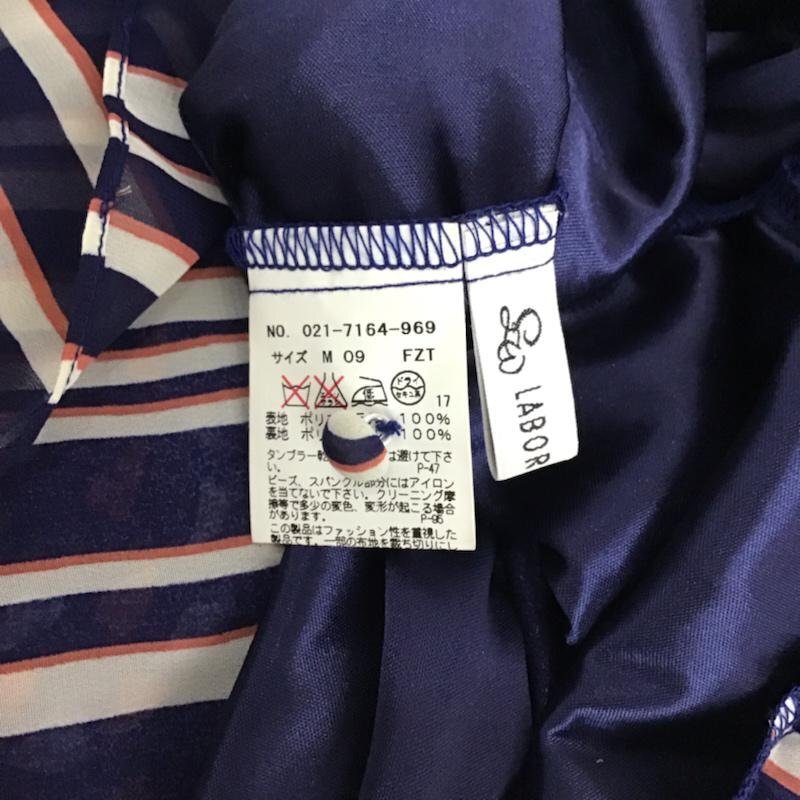 NO. 021-7164-969
サイズ M 09 FZT
低 ドライ セキユ系 17
表地 ポリ 100%
裏地 ポリ 100%
タンブラー乾 は避けて下さ
い。 P-47
ビーズ、スパンクル部分にはアイロン
を当てないで下さい。クリーニング摩
擦等で多少の変色、変形が起こる場合
があります。 P-95
この製品はファッション性を重視した
製品です。一部の布地を裁ち切りにし
LABOR